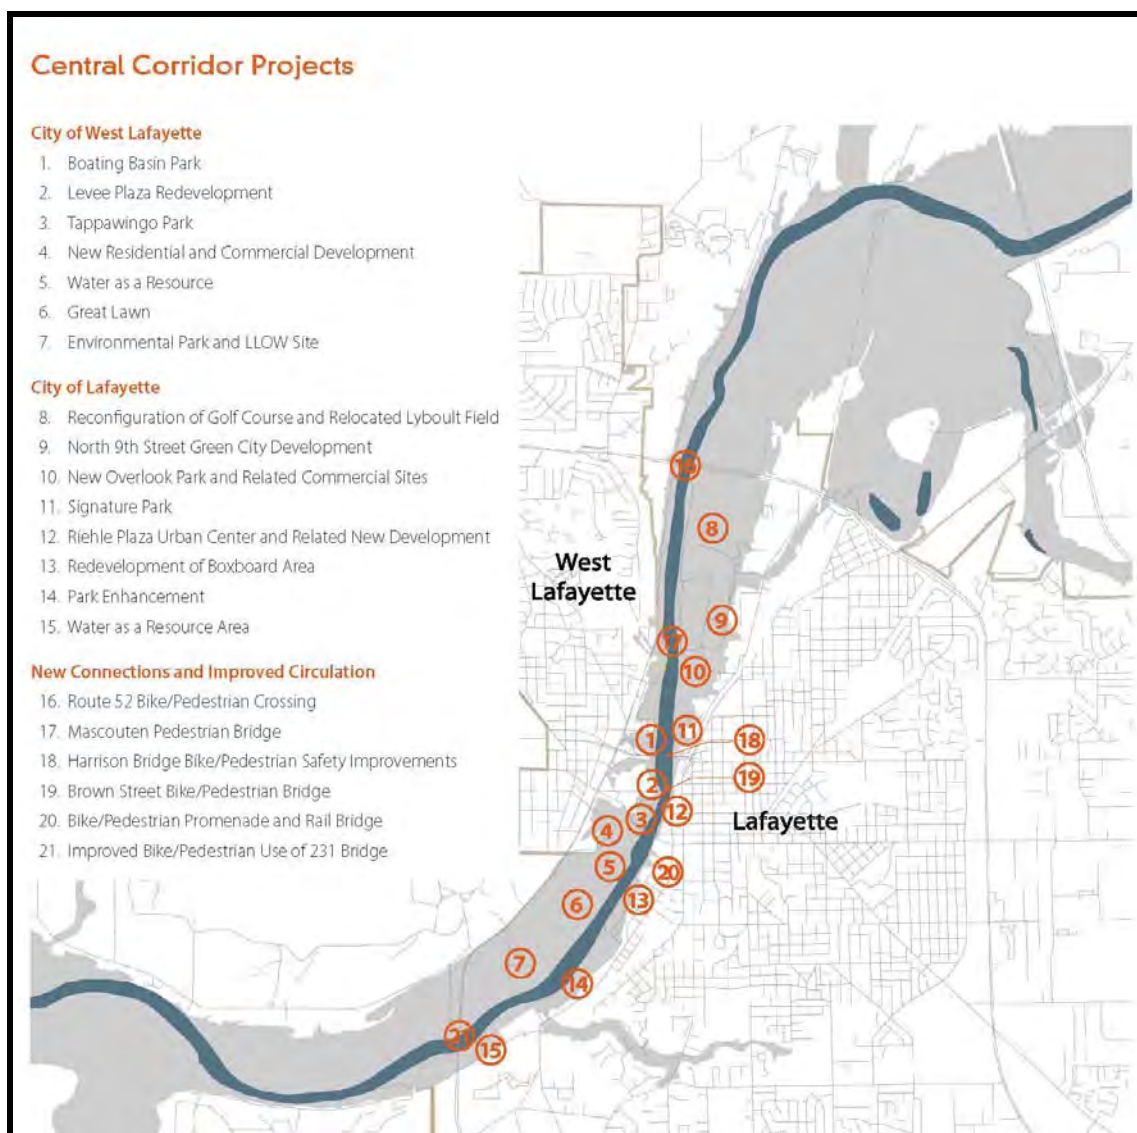 Central Corridor Projects
City of West Lafayette
1. Boating Basin Park
2. Levee Plaza Redevelopment
3. Tappawingo Park
4. New Residential and Commercial Development
5. Water as a Resource
6. Great Lawn
7. Environmental Park and LLOW Site
City of Lafayette
8. Reconfiguration of Golf Course and Relocated Lyboult Field
9. North 9th Street Green City Development
10. New Overlook Park and Related Commercial Sites
11. Signature Park
12. Riehle Plaza Urban Center and Related New Development
13. Redevelopment of Boxboard Area
14. Park Enhancement
15. Water as a Resource Area
New Connections and Improved Circulation
16. Route 52 Bike/Pedestrian Crossing
17. Mascouten Pedestrian Bridge
18. Harrison Bridge Bike/Pedestrian Safety Improvements
19. Brown Street Bike/Pedestrian Bridge
20. Bike/Pedestrian Promenade and Rail Bridge
21. Improved Bike/Pedestrian Use of 231 Bridge
16
8
West
Lafayette
9
17
10
11
1
18
2
19
12
3
Lafayette
4
5
20
13
6
7
14
21
15